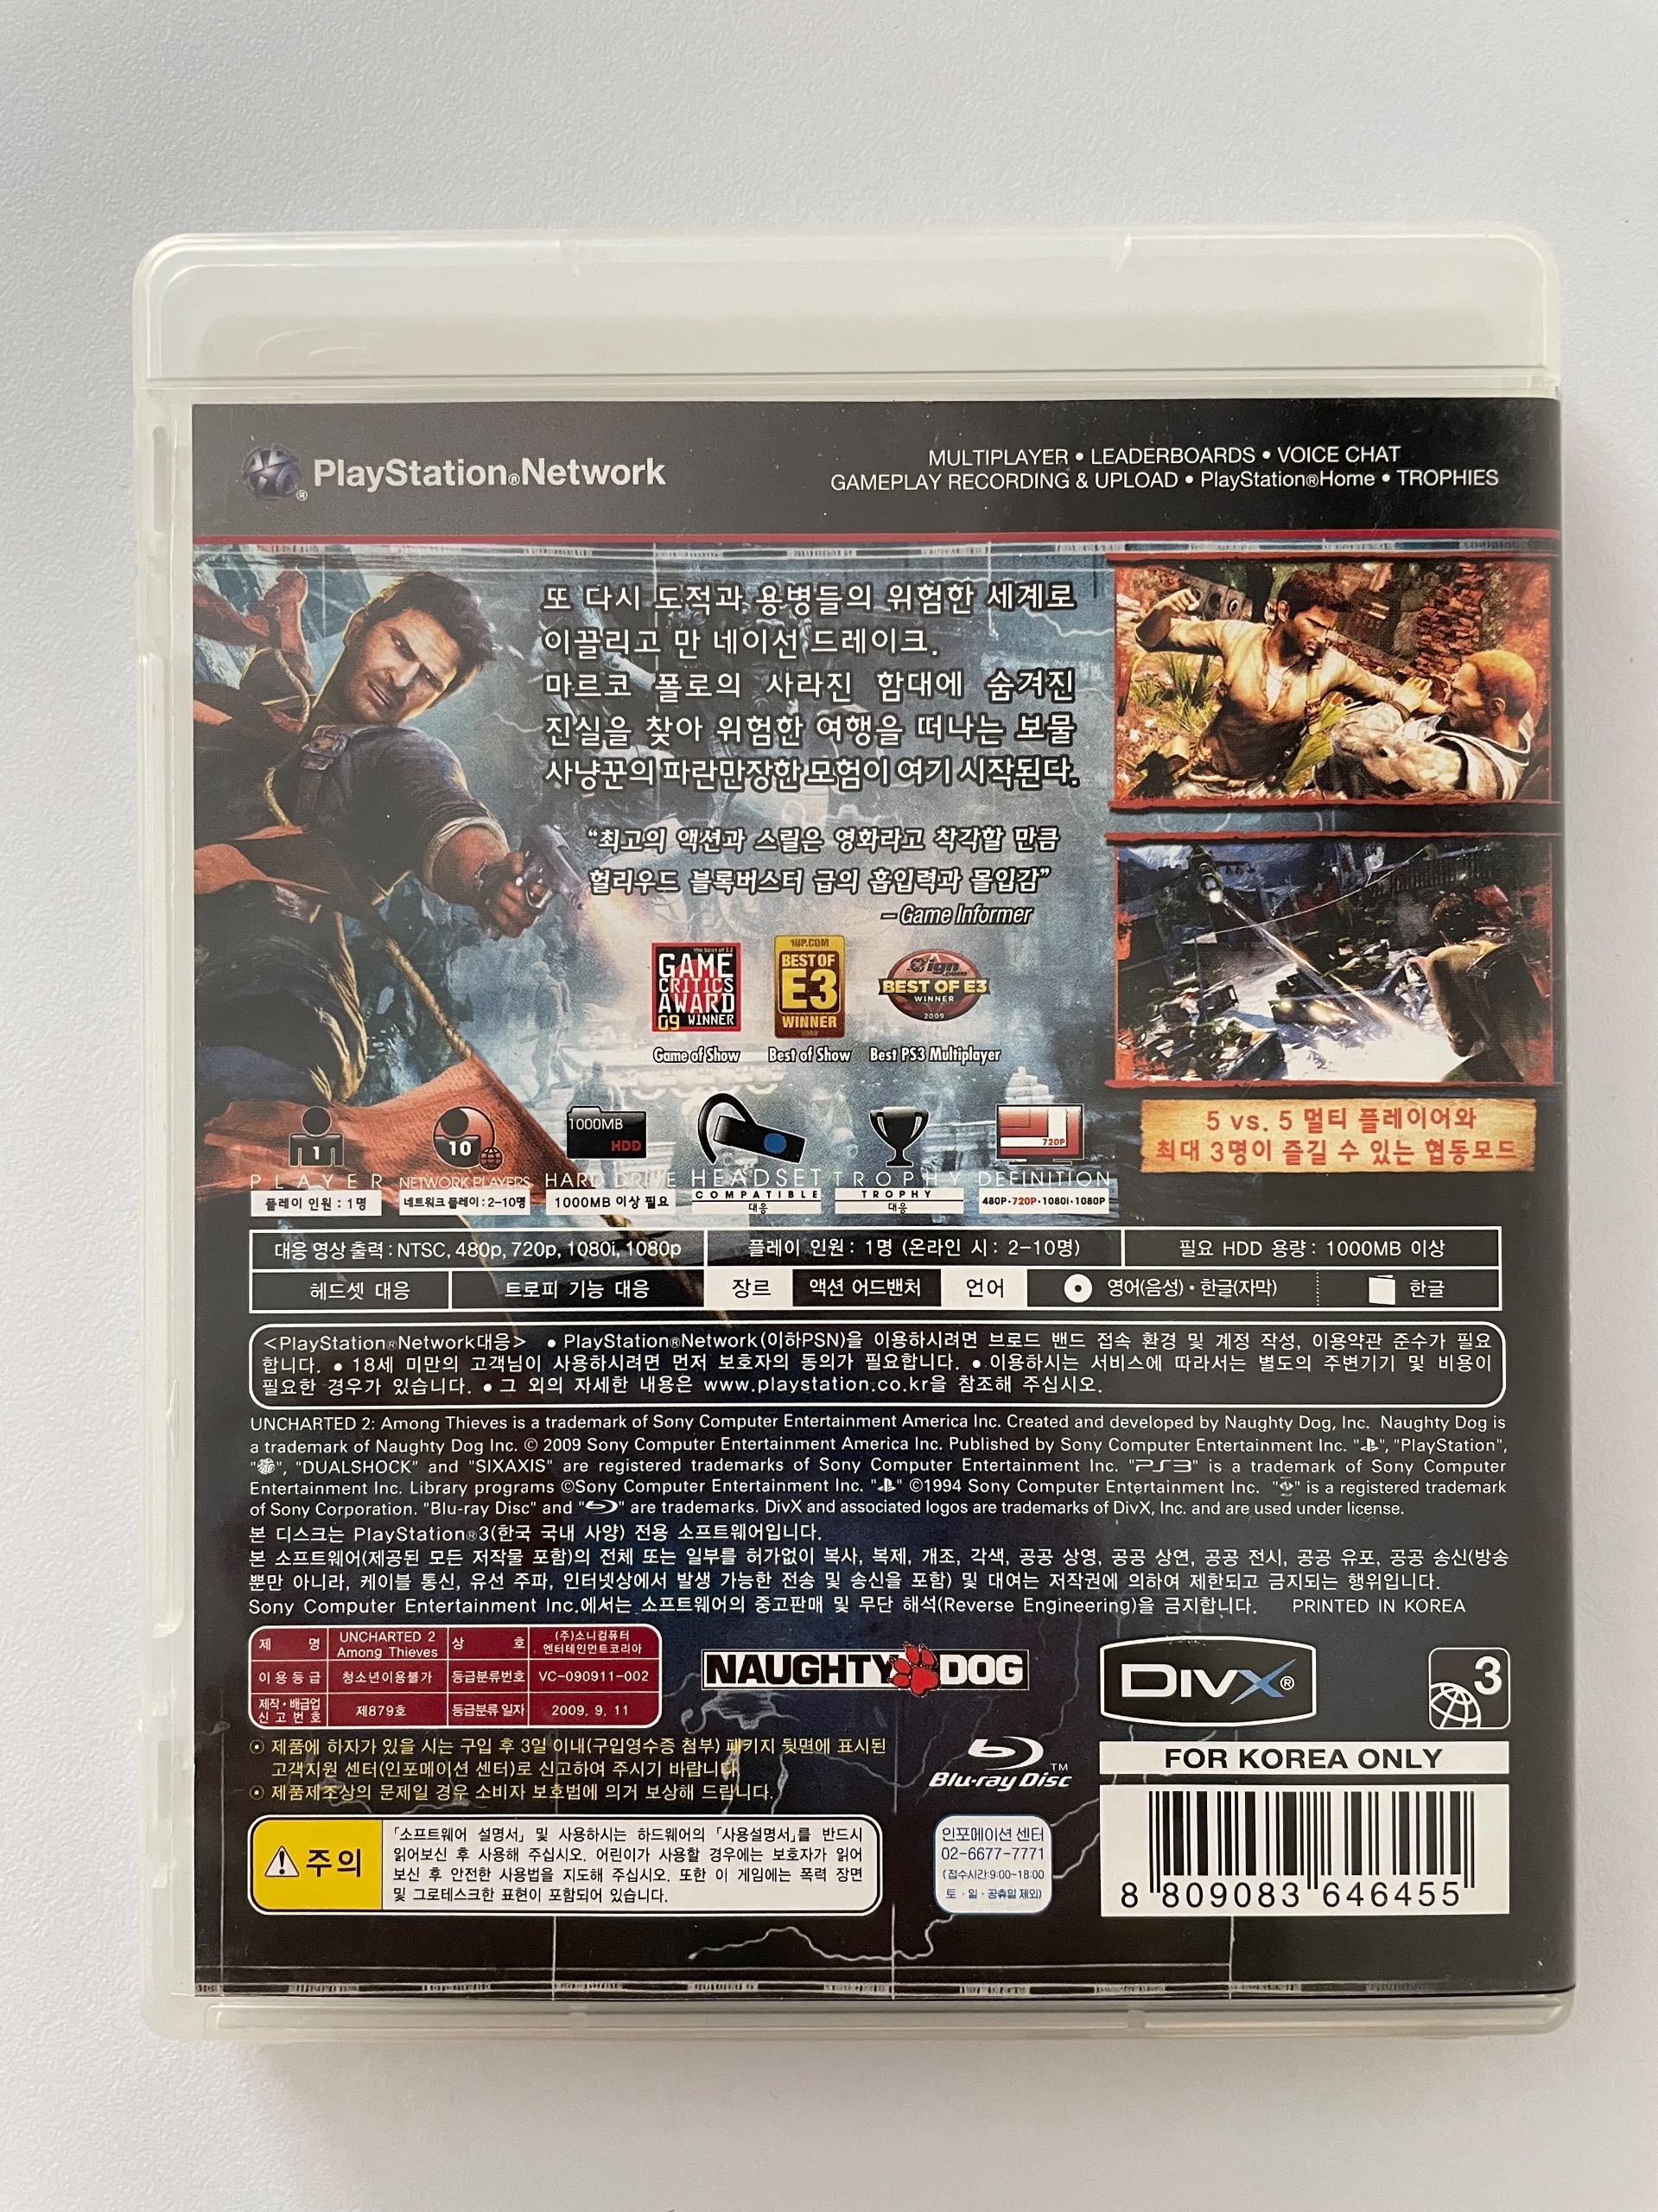 PlayStation®Network
MULTIPLAYER • LEADERBOARDS • VOICE CHAT
GAMEPLAY RECORDING & UPLOAD • PlayStation®Home • TROPHIES
또 다시 도적과 용병들의 위험한 세계로
이끌리고 만 네이선 드레이크.
마르코 폴로의 사라진 함대에 숨겨진
진실을 찾아 위험한 여행을 떠나는 보물
사냥꾼의 파란만장한 모험이 여기 시작된다.
“최고의 액션과 스릴은 영화라고 착각할 만큼
헐리우드 블록버스터 급의 흡입력과 몰입감”
– Game Informer
the best of E3
GAME
CRITICS
AWARD
09 WINNER
Game of Show
1UP.COM
BEST OF
E3
WINNER
Best of Show
ign.com
BEST OF E3
WINNER
2009
Best PS3 Multiplayer
5 vs. 5 멀티 플레이어와
최대 3명이 즐길 수 있는 협동모드
1
PLAYER
플레이 인원 : 1명
10
NETWORK PLAYERS
네트워크 플레이 : 2-10명
1000MB
HDD
HARD DRIVE
1000MB 이상 필요
HEADSET
COMPATIBLE
대응
TROPHY
TROPHY
대응
720P
DEFINITION
480P·720P·1080i·1080P
대응 영상 출력 : NTSC, 480p, 720p, 1080i, 1080p
플레이 인원 : 1명 (온라인 시 : 2-10명)
필요 HDD 용량 : 1000MB 이상
헤드셋 대응
트로피 기능 대응
장르
액션 어드밴처
언어
영어(음성) · 한글(자막)
한글
<PlayStation®Network대응> • PlayStation®Network(이하PSN)을 이용하시려면 브로드 밴드 접속 환경 및 계정 작성, 이용약관 준수가 필요
합니다. • 18세 미만의 고객님이 사용하시려면 먼저 보호자의 동의가 필요합니다. • 이용하시는 서비스에 따라서는 별도의 주변기기 및 비용이
필요한 경우가 있습니다. • 그 외의 자세한 내용은 www.playstation.co.kr을 참조해 주십시오.
UNCHARTED 2: Among Thieves is a trademark of Sony Computer Entertainment America Inc. Created and developed by Naughty Dog, Inc. Naughty Dog is
a trademark of Naughty Dog Inc. © 2009 Sony Computer Entertainment America Inc. Published by Sony Computer Entertainment Inc. "", "PlayStation",
"", "DUALSHOCK" and "SIXAXIS" are registered trademarks of Sony Computer Entertainment Inc. "PS3" is a trademark of Sony Computer
Entertainment Inc. Library programs ©Sony Computer Entertainment Inc. "" ©1994 Sony Computer Entertainment Inc. "" is a registered trademark
of Sony Corporation. "Blu-ray Disc" and "" are trademarks. DivX and associated logos are trademarks of DivX, Inc. and are used under license.
본 디스크는 PlayStation®3(한국 국내 사양) 전용 소프트웨어입니다.
본 소프트웨어(제공된 모든 저작물 포함)의 전체 또는 일부를 허가없이 복사, 복제, 개조, 각색, 공공 상영, 공공 상연, 공공 전시, 공공 유포, 공공 송신(방송
뿐만 아니라, 케이블 통신, 유선 주파, 인터넷상에서 발생 가능한 전송 및 송신을 포함) 및 대여는 저작권에 의하여 제한되고 금지되는 행위입니다.
Sony Computer Entertainment Inc.에서는 소프트웨어의 중고판매 및 무단 해석(Reverse Engineering)을 금지합니다. PRINTED IN KOREA
제 명
UNCHARTED 2
Among Thieves
상 호
(주)소니컴퓨터
엔터테인먼트코리아
이 용 등 급
청소년이용불가
등급분류번호
VC-090911-002
제작 · 배급업
신 고 번 호
제879호
등급분류 일자
2009. 9. 11
NAUGHTY DOG
DIVX®
3
⊙ 제품에 하자가 있을 시는 구입 후 3일 이내(구입영수증 첨부) 패키지 뒷면에 표시된
고객지원 센터(인포메이션 센터)로 신고하여 주시기 바랍니다.
⊙ 제품제조상의 문제일 경우 소비자 보호법에 의거 보상해 드립니다.
Blu-ray Disc™
FOR KOREA ONLY
주의
「소프트웨어 설명서」 및 사용하시는 하드웨어의 「사용설명서」를 반드시
읽어보신 후 사용해 주십시오. 어린이가 사용할 경우에는 보호자가 읽어
보신 후 안전한 사용법을 지도해 주십시오. 또한 이 게임에는 폭력 장면
및 그로테스크한 표현이 포함되어 있습니다.
인포메이션 센터
02-6677-7771
(접수시간:9:00~18:00
토 · 일 · 공휴일 제외)
8 809083 646455